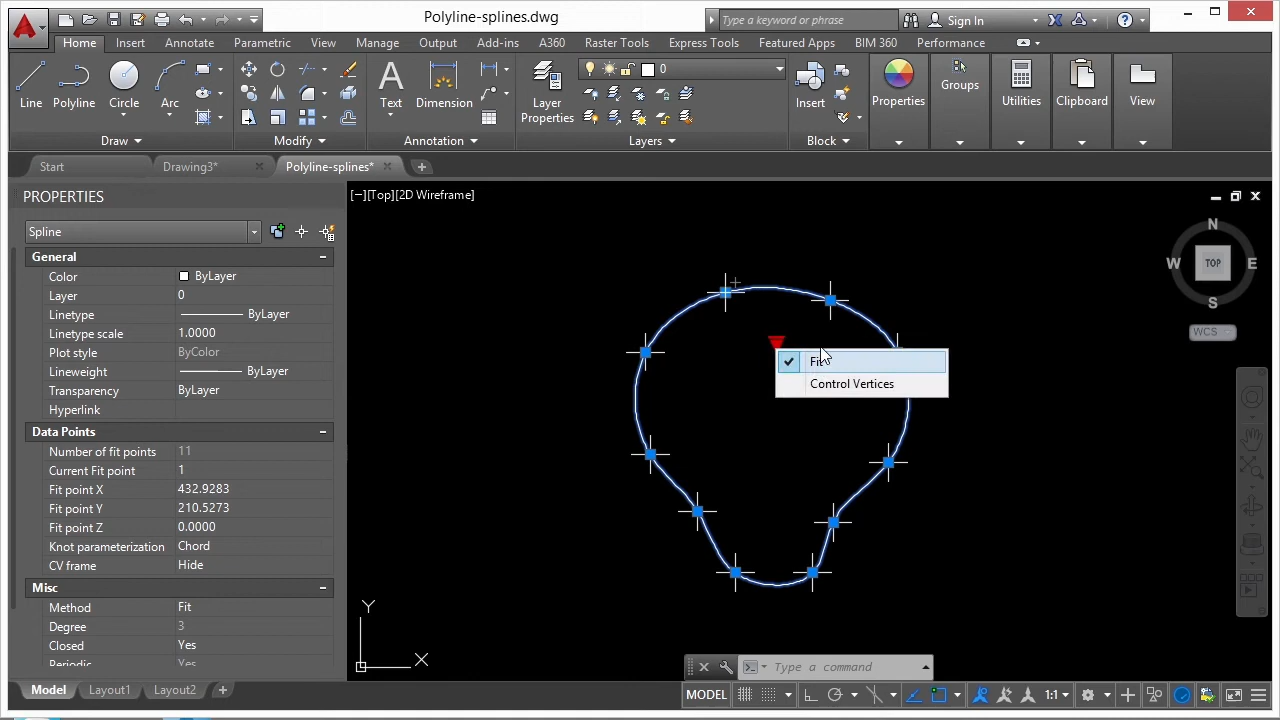 Polyline-splines.dwg
Type a keyword or phrase
Sign In
Home Insert Annotate Parametric View Manage Output Add-ins A360 Raster Tools Express Tools Featured Apps BIM 360 Performance
Line Polyline Circle Arc
Text Dimension
Layer
Properties
0
Insert
Properties
Groups
Utilities
Clipboard
View
Draw Modify Annotation Layers Block
Start Drawing3* Polyline-splines*
PROPERTIES
Spline
General
Color ByLayer
Layer 0
Linetype ByLayer
Linetype scale 1.0000
Plot style ByColor
Lineweight ByLayer
Transparency ByLayer
Hyperlink
Data Points
Number of fit points 11
Current Fit point 1
Fit point X 432.9283
Fit point Y 210.5273
Fit point Z 0.0000
Knot parameterization Chord
CV frame Hide
Misc
Method Fit
Degree 3
Closed Yes
Periodic Yes
[−][Top][2D Wireframe]
N
W TOP E
S
WCS
Fit
Control Vertices
Y
X
Type a command
Model Layout1 Layout2
MODEL 1:1